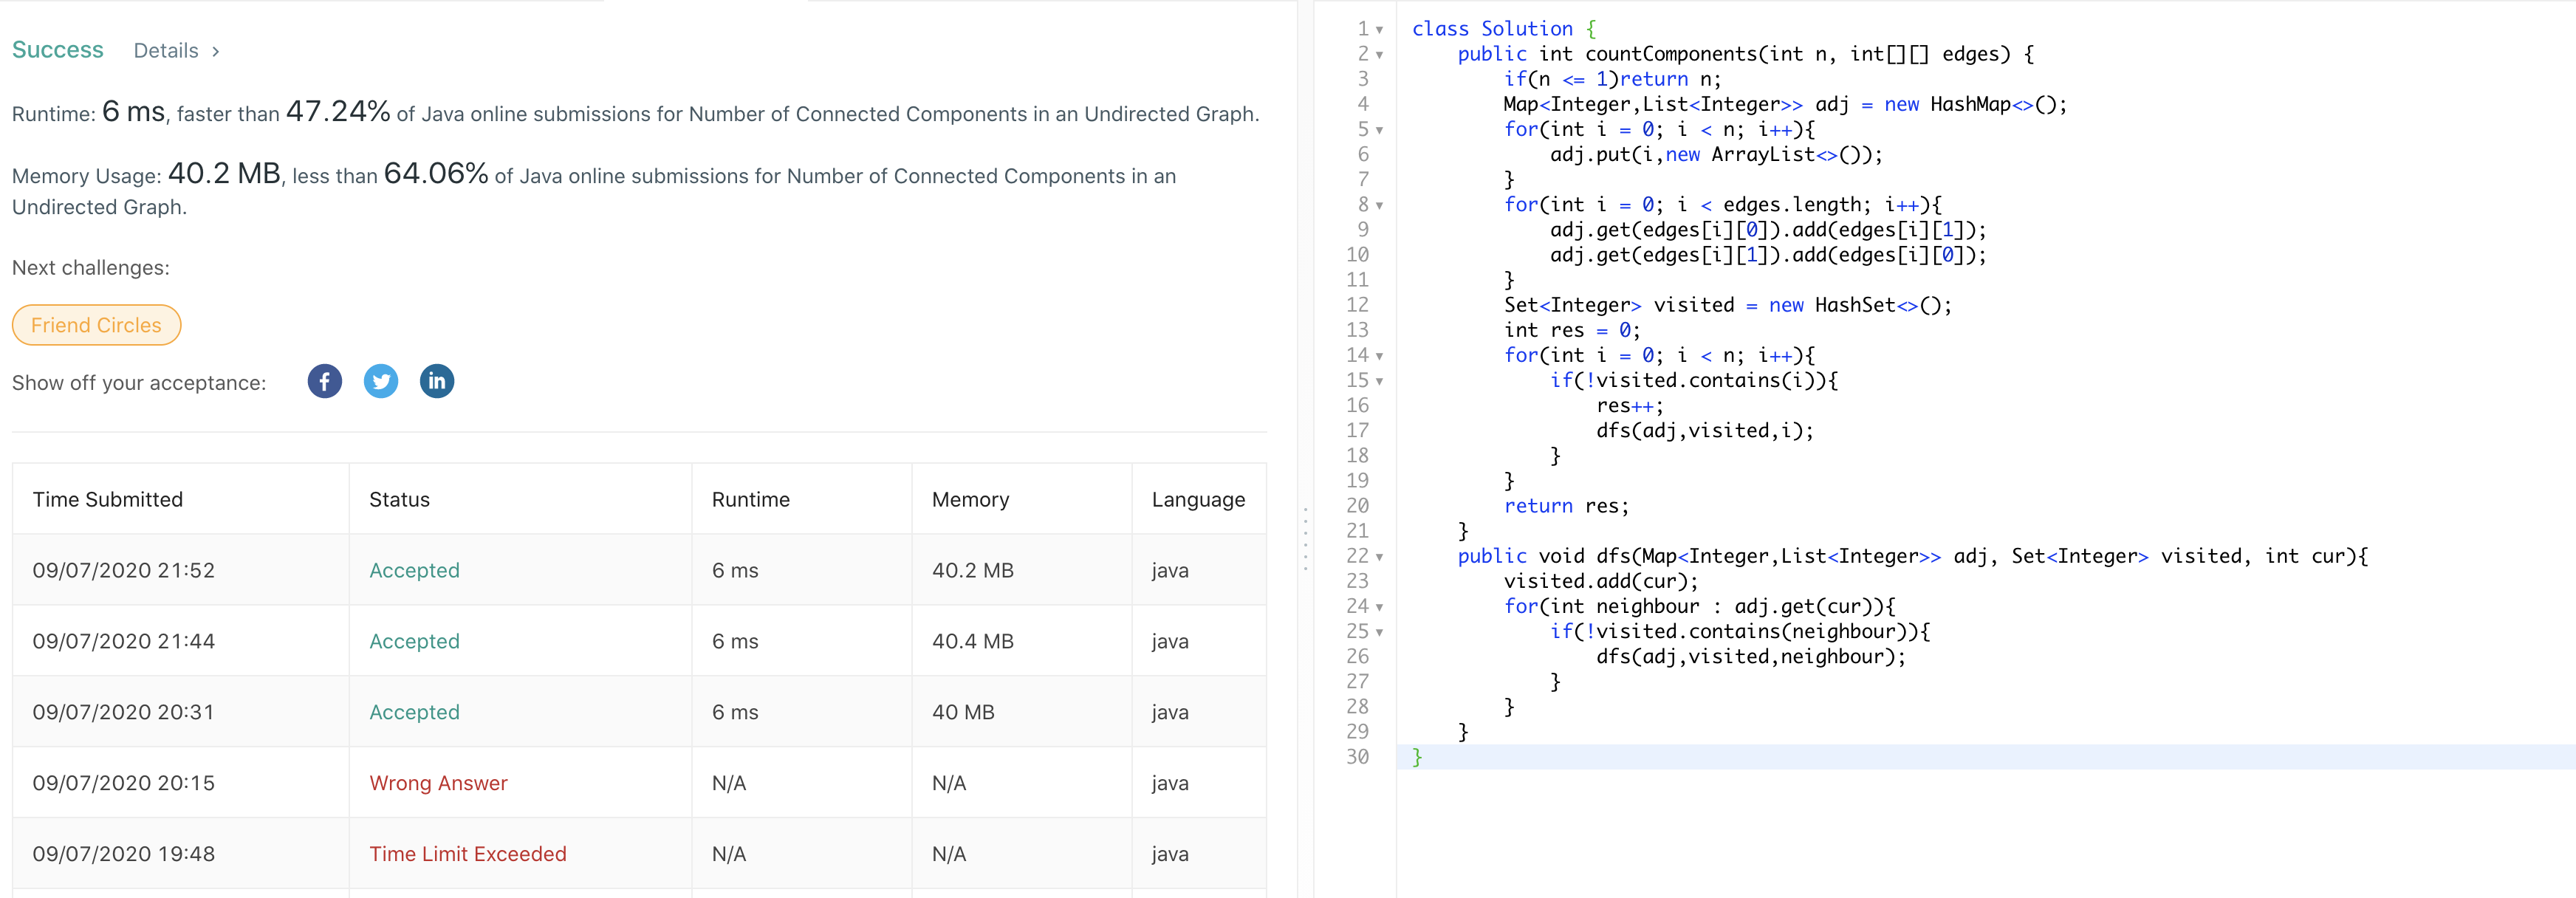 Success Details >
Runtime: 6 ms, faster than 47.24% of Java online submissions for Number of Connected Components in an Undirected Graph.
Memory Usage: 40.2 MB, less than 64.06% of Java online submissions for Number of Connected Components in an
Undirected Graph.
Next challenges:
Friend Circles
Show off your acceptance: f in
Time Submitted Status Runtime Memory Language
09/07/2020 21:52 Accepted 6 ms 40.2 MB java
09/07/2020 21:44 Accepted 6 ms 40.4 MB java
09/07/2020 20:31 Accepted 6 ms 40 MB java
09/07/2020 20:15 Wrong Answer N/A N/A java
09/07/2020 19:48 Time Limit Exceeded N/A N/A java
1 class Solution {
2     public int countComponents(int n, int[][] edges) {
3         if(n <= 1)return n;
4         Map<Integer,List<Integer>> adj = new HashMap<>();
5         for(int i = 0; i < n; i++){
6             adj.put(i,new ArrayList<>());
7         }
8         for(int i = 0; i < edges.length; i++){
9             adj.get(edges[i][0]).add(edges[i][1]);
10             adj.get(edges[i][1]).add(edges[i][0]);
11         }
12         Set<Integer> visited = new HashSet<>();
13         int res = 0;
14         for(int i = 0; i < n; i++){
15             if(!visited.contains(i)){
16                 res++;
17                 dfs(adj,visited,i);
18             }
19         }
20         return res;
21     }
22     public void dfs(Map<Integer,List<Integer>> adj, Set<Integer> visited, int cur){
23         visited.add(cur);
24         for(int neighbour : adj.get(cur)){
25             if(!visited.contains(neighbour)){
26                 dfs(adj,visited,neighbour);
27             }
28         }
29     }
30 }